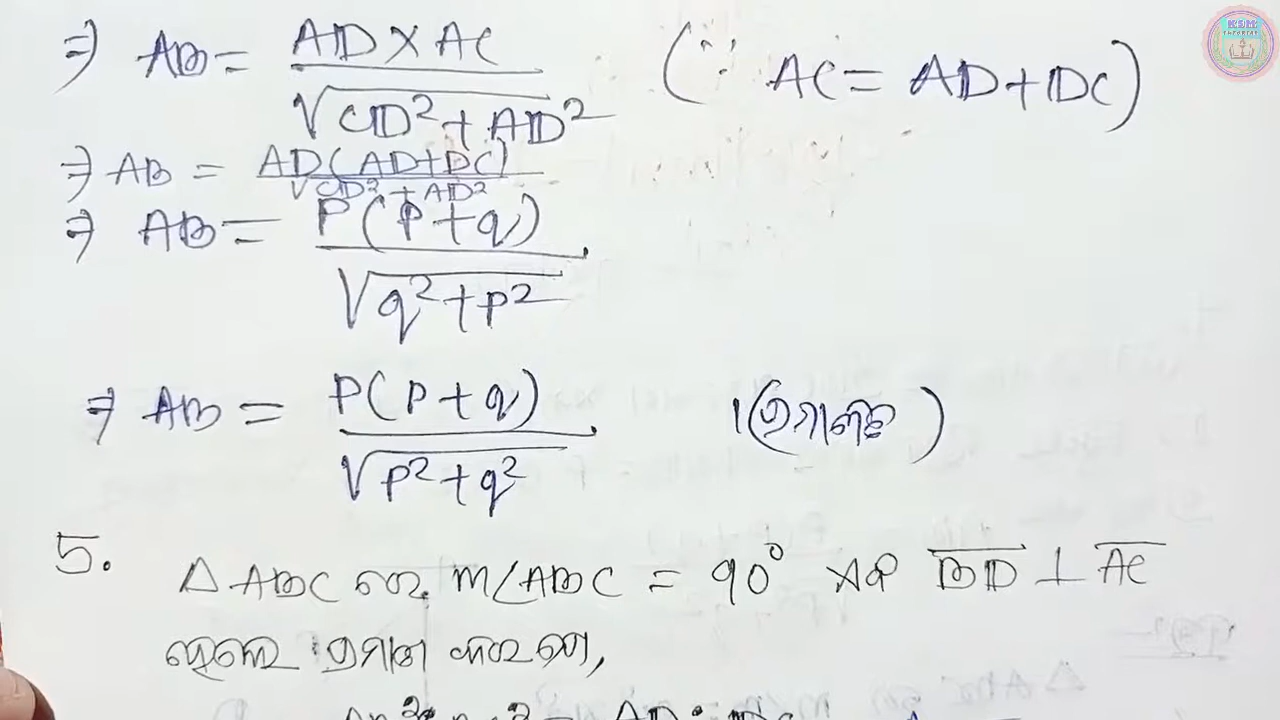 ⇒ AB = AD×AC / √(CD²+AD²) (∵ AC = AD+DC)
⇒ AB = AD(AD+DC) / √(CD²+AD²)
⇒ AB = P(P+q) / √(q²+P²)
⇒ AB = P(P+q) / √(P²+q²) । (ପ୍ରମାଣିତ)
5. △ABC ରେ m∠ABC = 90° ଏବଂ BD ⊥ AC
ହେଲେ ପ୍ରମାଣ କର ଯେ,